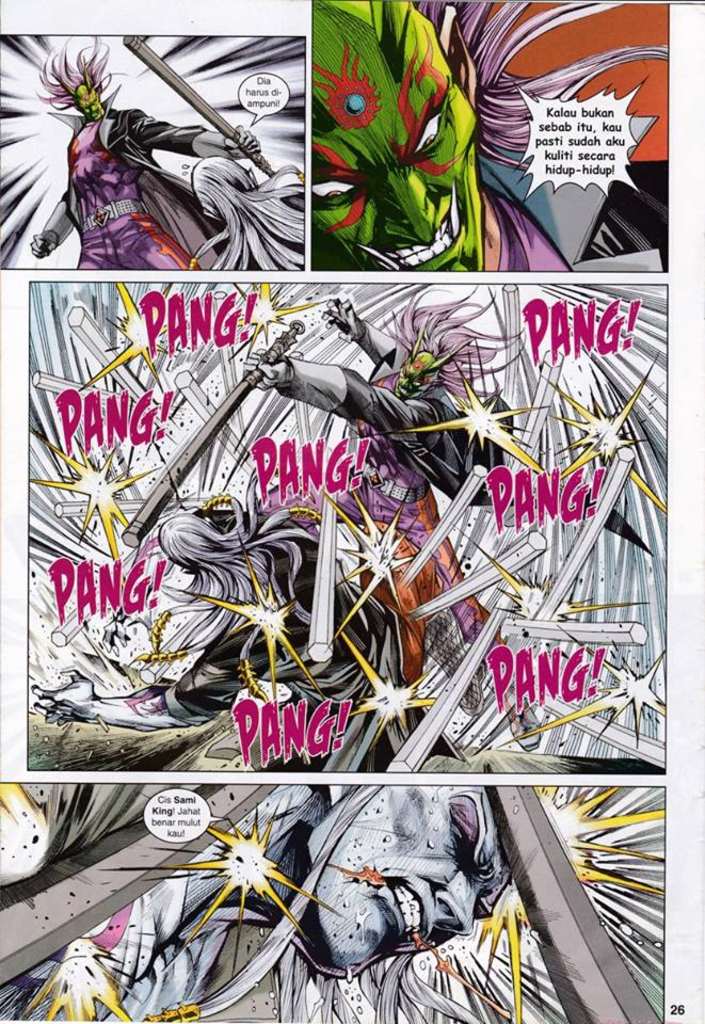 Dia
harus di-
ampuni!
Kalau bukan
sebab itu, kau
pasti sudah aku
kuliti secara
hidup-hidup!
PANG!
PANG!
PANG!
PANG!
PANG!
PANG!
PANG!
PANG!
Cis Sami
King! Jahat
benar mulut
kau!
26